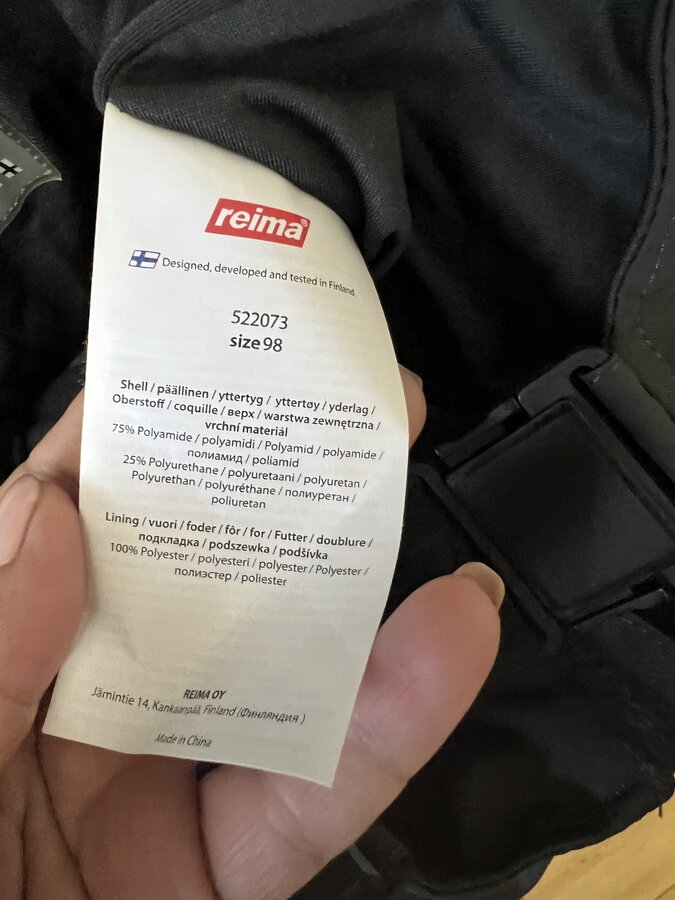 reima®
Designed, developed and tested in Finland.
522073
size 98
Shell / päällinen / yttertyg / yttertøy / yderlag /
Oberstoff / coquille / верх / warstwa zewnętrzna /
vrchní materiál
75% Polyamide / polyamidi / Polyamid / polyamide /
полиамид / poliamid
25% Polyurethane / polyuretaani / polyuretan /
Polyurethan / polyuréthane / полиуретан /
poliuretan
Lining / vuori / foder / fôr / for / Futter / doublure /
подкладка / podszewka / podšívka
100% Polyester / polyesteri / polyester / Polyester /
полиэстер / poliester
REIMA OY
Jämintie 14, Kankaanpää, Finland (Финляндия )
Made in China